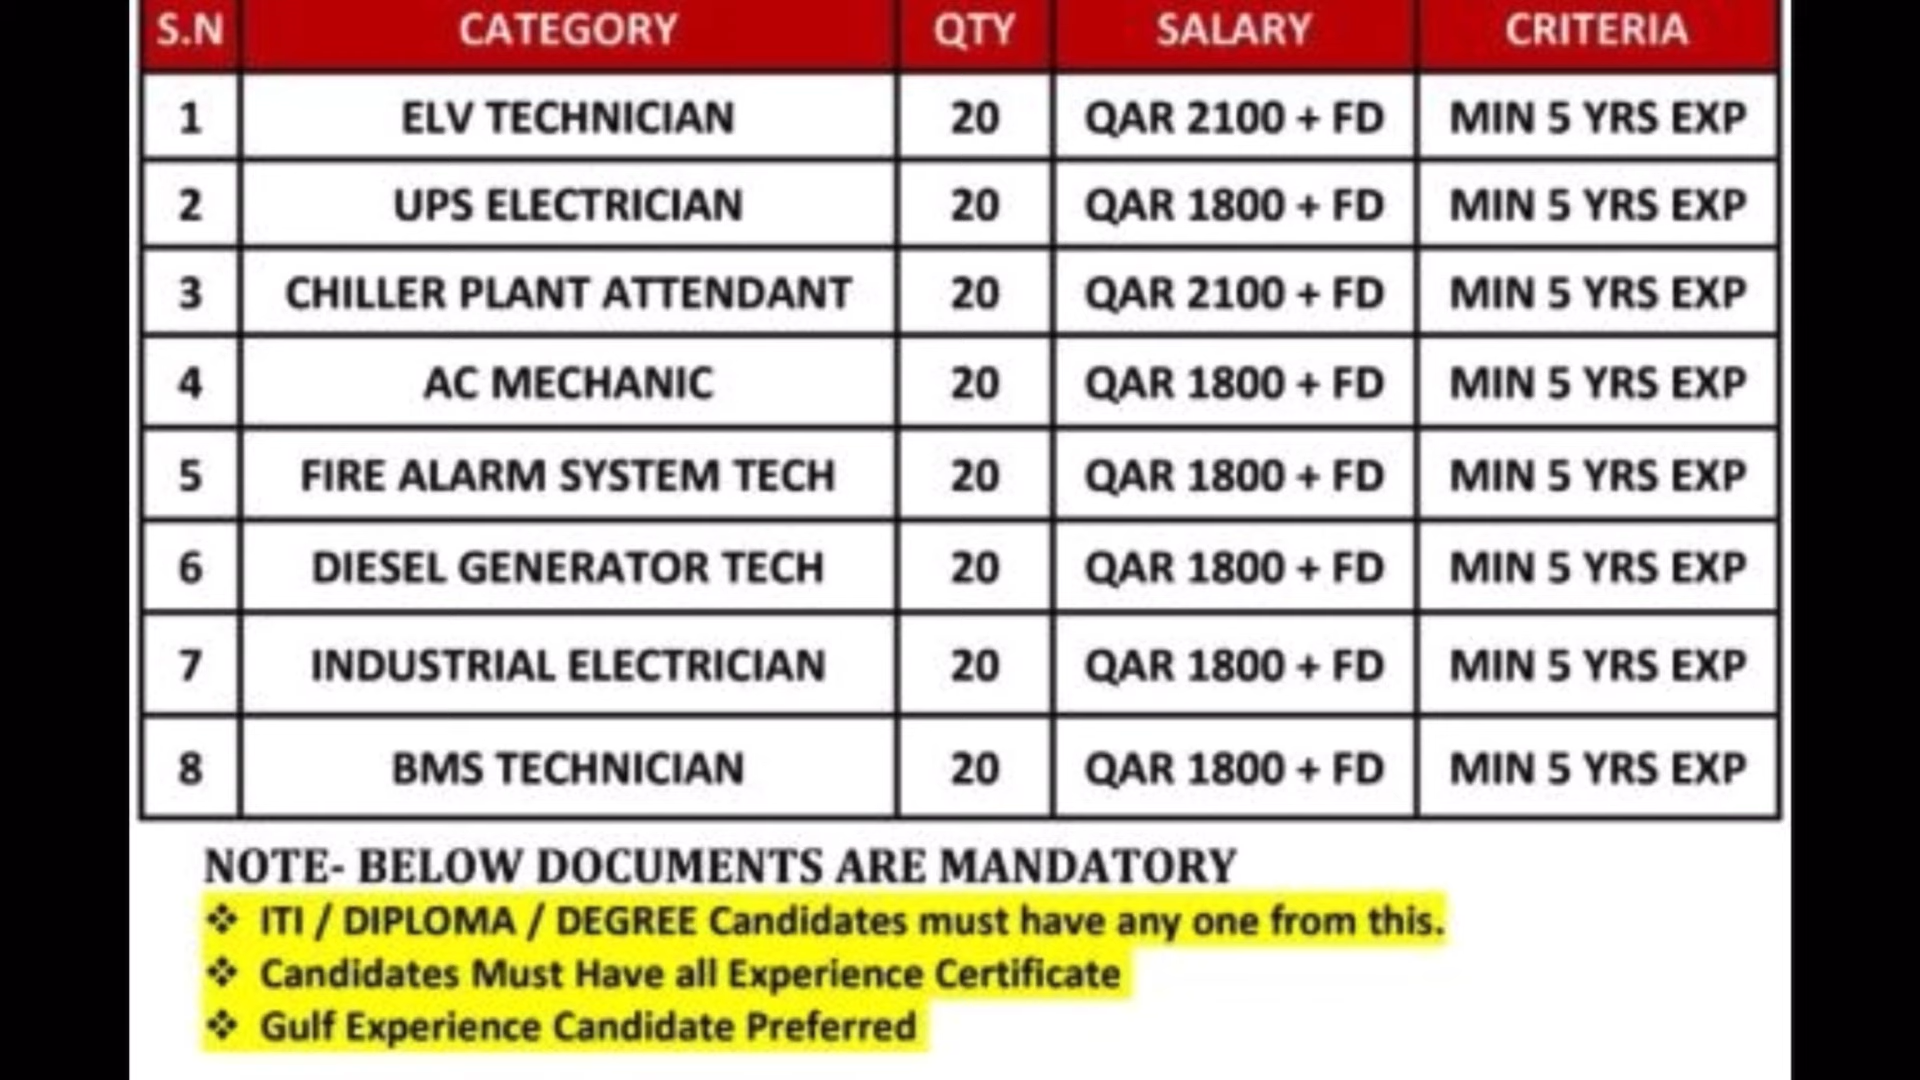 S.N CATEGORY QTY SALARY CRITERIA
1 ELV TECHNICIAN 20 QAR 2100 + FD MIN 5 YRS EXP
2 UPS ELECTRICIAN 20 QAR 1800 + FD MIN 5 YRS EXP
3 CHILLER PLANT ATTENDANT 20 QAR 2100 + FD MIN 5 YRS EXP
4 AC MECHANIC 20 QAR 1800 + FD MIN 5 YRS EXP
5 FIRE ALARM SYSTEM TECH 20 QAR 1800 + FD MIN 5 YRS EXP
6 DIESEL GENERATOR TECH 20 QAR 1800 + FD MIN 5 YRS EXP
7 INDUSTRIAL ELECTRICIAN 20 QAR 1800 + FD MIN 5 YRS EXP
8 BMS TECHNICIAN 20 QAR 1800 + FD MIN 5 YRS EXP
NOTE- BELOW DOCUMENTS ARE MANDATORY
❖ ITI / DIPLOMA / DEGREE Candidates must have any one from this.
❖ Candidates Must Have all Experience Certificate
❖ Gulf Experience Candidate Preferred